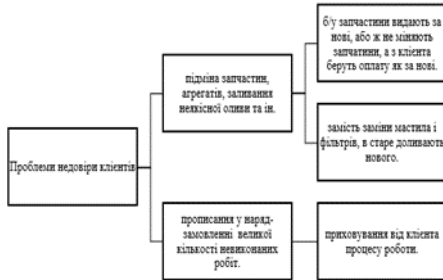 б/у запчастини видають за
нові, або ж не міняють
запчатини, а з клієнта
беруть оплату як за нові.
підміна запчастин,
агрегатів, заливання
неякісної оливи та ін.
замість заміни мастила і
фільтрів, в старе доливають
нового.
Проблеми недовіри клієнтів
прописання у наряд-
замовленні великої
кількості невиконаних
робіт.
приховування від клієнта
процесу роботи.